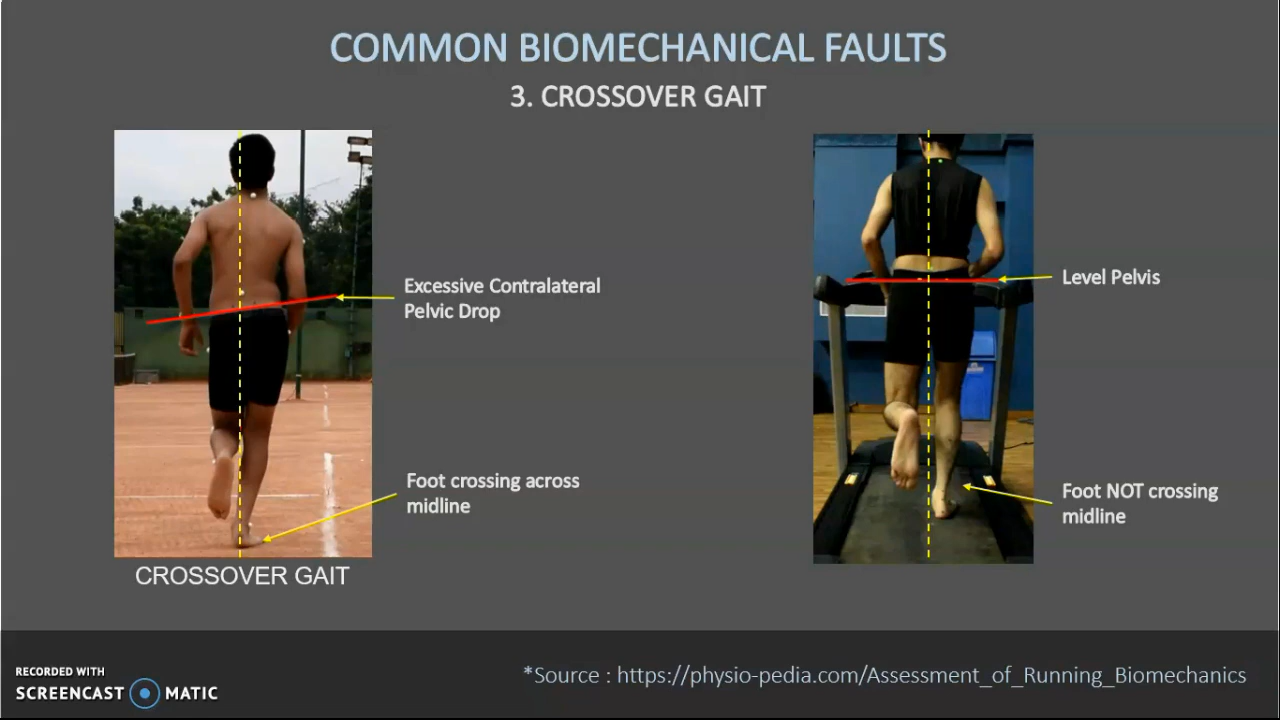 COMMON BIOMECHANICAL FAULTS
3. CROSSOVER GAIT
Excessive Contralateral
Pelvic Drop
Level Pelvis
Foot crossing across
midline
Foot NOT crossing
midline
CROSSOVER GAIT
RECORDED WITH
SCREENCAST MATIC
*Source : https://physio-pedia.com/Assessment_of_Running_Biomechanics